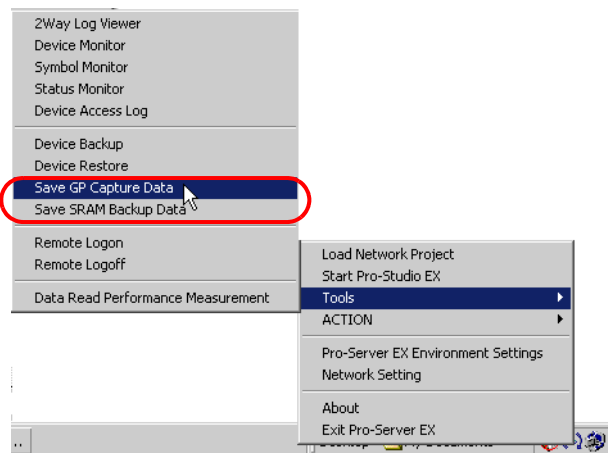 2Way Log Viewer
Device Monitor
Symbol Monitor
Status Monitor
Device Access Log
Device Backup
Device Restore
Save GP Capture Data
Save SRAM Backup Data
Remote Logon
Remote Logoff
Data Read Performance Measurement
Load Network Project
Start Pro-Studio EX
Tools
ACTION
Pro-Server EX Environment Settings
Network Setting
About
Exit Pro-Server EX
..